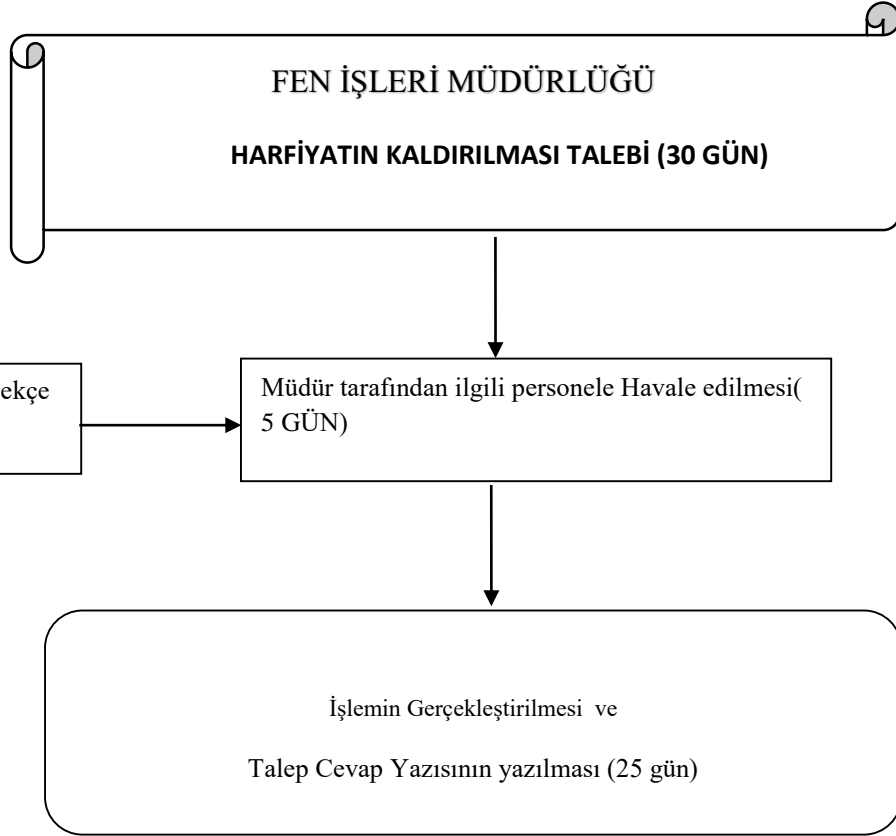 FEN İŞLERİ MÜDÜRLÜĞÜ
HARFİYATIN KALDIRILMASI TALEBİ (30 GÜN)
ekçe
Müdür tarafından ilgili personele Havale edilmesi(
5 GÜN)
İşlemin Gerçekleştirilmesi ve
Talep Cevap Yazısının yazılması (25 gün)